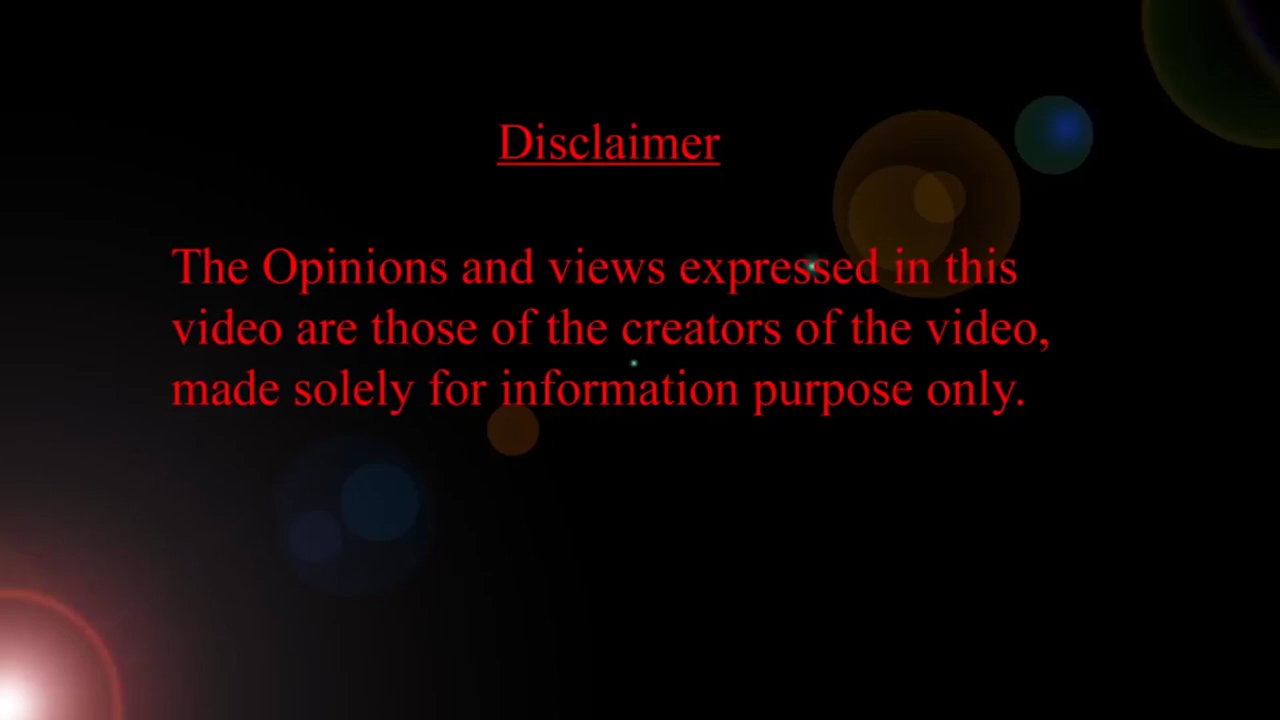 Disclaimer
The Opinions and views expressed in this
video are those of the creators of the video,
made solely for information purpose only.